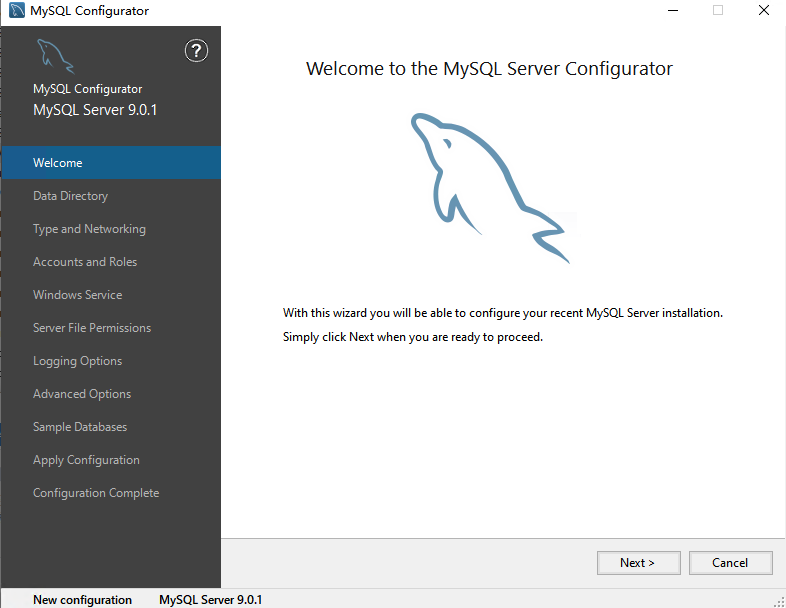 MySQL Configurator
?
MySQL Configurator
MySQL Server 9.0.1
Welcome
Data Directory
Type and Networking
Accounts and Roles
Windows Service
Server File Permissions
Logging Options
Advanced Options
Sample Databases
Apply Configuration
Configuration Complete
Welcome to the MySQL Server Configurator
With this wizard you will be able to configure your recent MySQL Server installation.
Simply click Next when you are ready to proceed.
Next >
Cancel
New configuration
MySQL Server 9.0.1